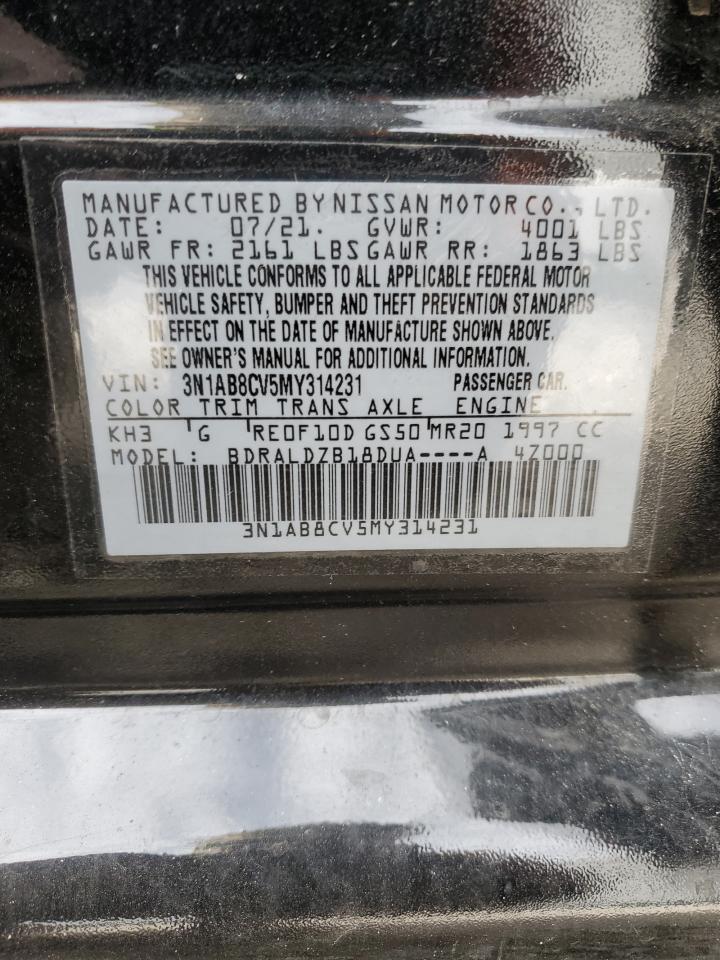 MANUFACTURED BY NISSAN MOTOR CO., LTD.
DATE: 07/21. GVWR: 4001 LBS
GAWR FR: 2161 LBS GAWR RR: 1863 LBS
THIS VEHICLE CONFORMS TO ALL APPLICABLE FEDERAL MOTOR
VEHICLE SAFETY, BUMPER AND THEFT PREVENTION STANDARDS
IN EFFECT ON THE DATE OF MANUFACTURE SHOWN ABOVE.
SEE OWNER'S MANUAL FOR ADDITIONAL INFORMATION.
VIN: 3N1AB8CV5MY314231 PASSENGER CAR.
COLOR TRIM TRANS AXLE ENGINE
KH3 G RE0F10D GS50 MR20 1997 CC
MODEL: BDRALDZB18DUA----A 4Z000
3N1AB8CV5MY314231